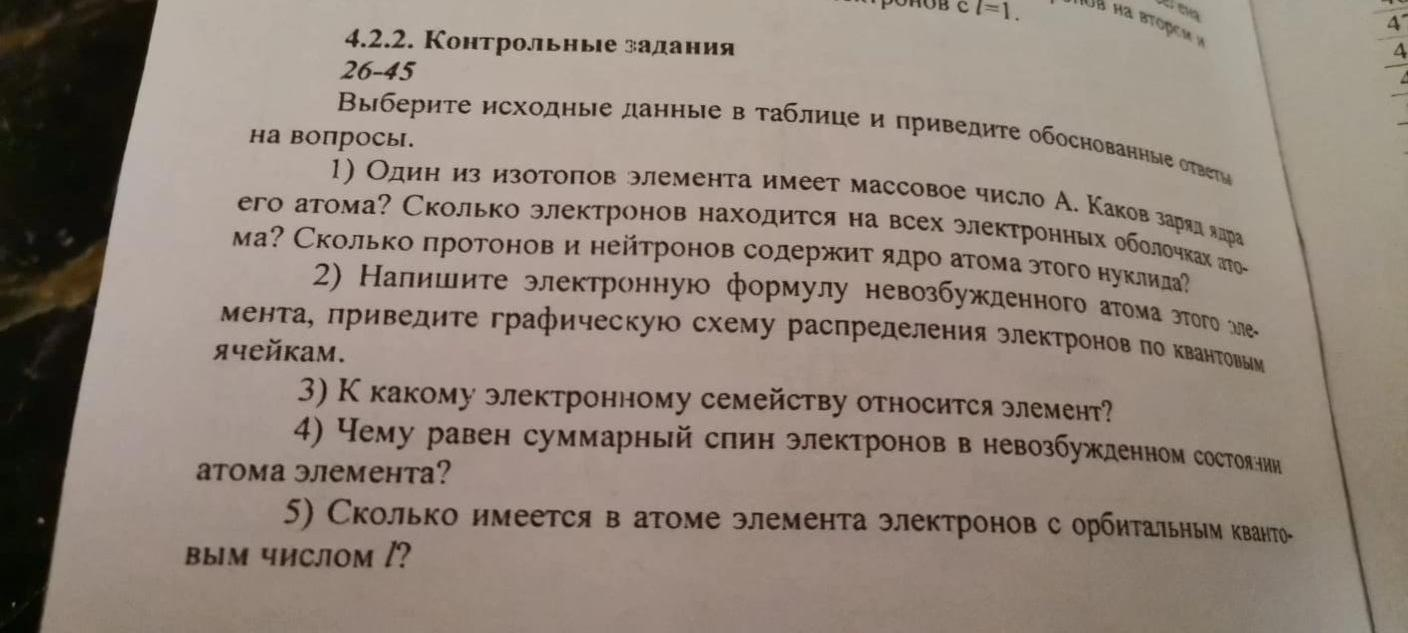 с l=1.
на втором и
4.2.2. Контрольные задания
26-45
Выберите исходные данные в таблице и приведите обоснованные ответы
на вопросы.
1) Один из изотопов элемента имеет массовое число А. Каков заряд ядра
его атома? Сколько электронов находится на всех электронных оболочках ато-
ма? Сколько протонов и нейтронов содержит ядро атома этого нуклида?
2) Напишите электронную формулу невозбужденного атома этого эле-
мента, приведите графическую схему распределения электронов по квантовым
ячейкам.
3) К какому электронному семейству относится элемент?
4) Чему равен суммарный спин электронов в невозбужденном состоянии
атома элемента?
5) Сколько имеется в атоме элемента электронов с орбитальным кванто-
вым числом l?